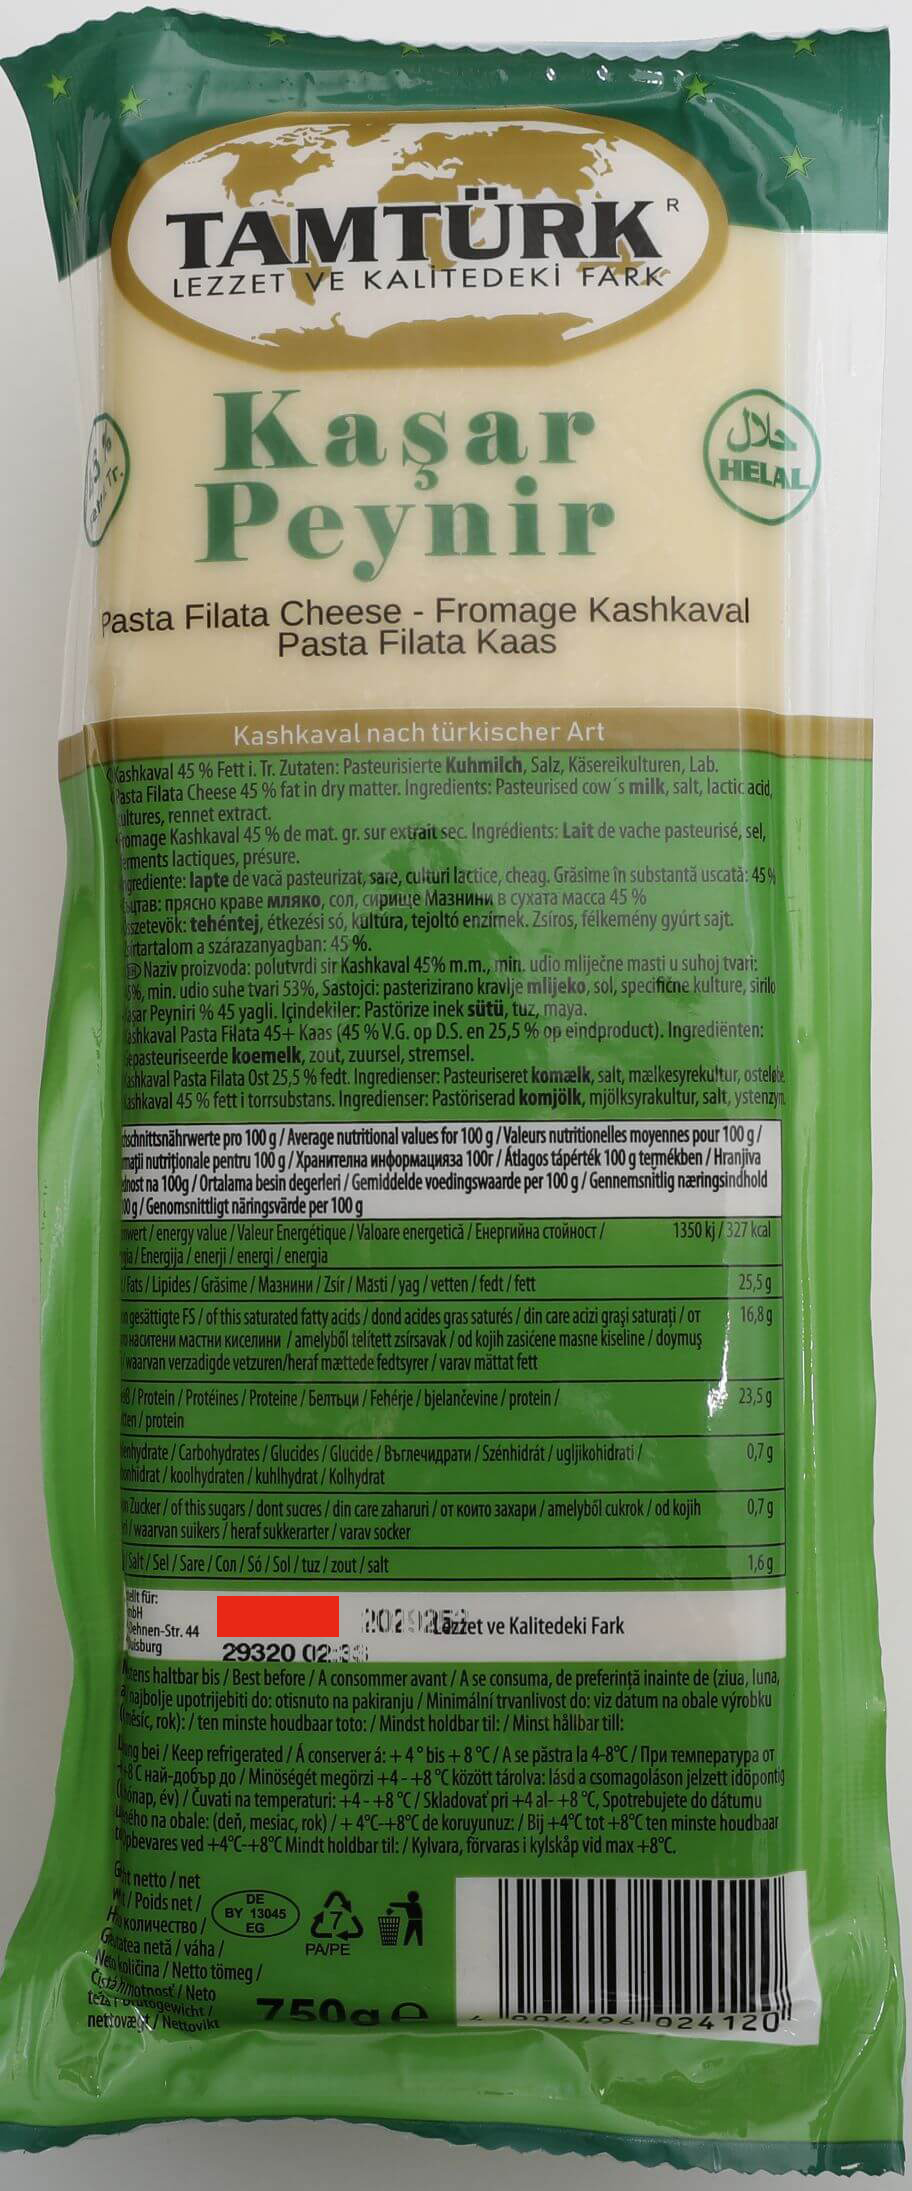 TAMTÜRK R
LEZZET VE KALİTEDEKİ FARK
Kaşar
Peynir
حلال
HELAL
Pasta Filata Cheese - Fromage Kashkaval
Pasta Filata Kaas
Kashkaval nach türkischer Art
Kashkaval 45 % Fett i. Tr. Zutaten: Pasteurisierte Kuhmilch, Salz, Käsereikulturen, Lab.
Pasta Filata Cheese 45 % fat in dry matter. Ingredients: Pasteurised cow´s milk, salt, lactic acid,
cultures, rennet extract.
Fromage Kashkaval 45 % de mat. gr. sur extrait sec. Ingrédients: Lait de vache pasteurisé, sel,
ferments lactiques, présure.
lapte de vacă pasteurizat, sare, culturi lactice, cheag. Grăsime în substantă uscată: 45 %
прясно краве мляко, сол, сирище Мазнини в сухата маса 45 %
tehéntej, étkezési só, kultúra, tejoltó enzimek. Zsíros, félkemény gyúrt sajt.
a szárazanyagban: 45 %.
Naziv proizvoda: polutvrdi sir Kashkaval 45% m.m., min. udio mliječne masti u suhoj tvari:
min. udio suhe tvari 53%, Sastojci: pasterizirano kravlje mlijeko, sol, specifične kulture, sirilo
Peyniri % 45 yagli. Içindekiler: Pastörize inek sütü, tuz, maya.
Kashkaval Pasta Filata 45+ Kaas (45 % V.G. op D.S. en 25,5 % op eindproduct). Ingrediënten:
koemelk, zout, zuursel, stremsel.
Kashkaval Pasta Filata Ost 25,5 % fedt. Ingredienser: Pasteuriseret komælk, salt, mælkesyrekultur,
Kashkaval 45 % fett i torrsubstans. Ingredienser: Pastöriserad komjölk, mjölksyrakultur, salt,
pro 100 g / Average nutritional values for 100 g / Valeurs nutritionelles moyennes pour 100 g /
nutriționale pentru 100 g / Хранителна информацияза 100г / Átlagos tápérték 100 g termékben / Hranjiva
na 100g / Ortalama besin degerleri / Gemiddelde voedingswaarde per 100 g / Gennemsnitlig næringsindhold
/ Genomsnittligt näringsvärde per 100 g
/ energy value / Valeur Energétique / Valoare energetică / Енергийна стойност / 1350 kj / 327 kcal
/ Energija / enerji / energi / energia
/ Fats / Lipides / Grăsime / Мазнини / Zsír / Mästi / yag / vetten / fedt / fett 25,5 g
gesättigte FS / of this saturated fatty acids / dond acides gras saturés / din care acizi grași saturați / от 16,8 g
наситени мастни киселини / amelyből telített zsírsavak / od kojih zasićene masne kiseline / doymuş
/ waarvan verzadigde vetzuren/heraf mættede fedtsyrer / varav mättat fett
/ Protein / Protéines / Proteine / Белтъци / Fehérje / bjelančevine / protein / 23,5 g
/ protein
/ Carbohydrates / Glucides / Glucide / Въглечидрати / Szénhidrát / ugljikohidrati / 0,7 g
/ koolhydraten / kuhlhydrat / Kolhydrat
Zucker / of this sugars / dont sucres / din care zaharuri / от които захари / amelyből cukrok / od kojih 0,7 g
/ waarvan suikers / heraf sukkerarter / varav socker
/ Salt / Sel / Sare / Сол / Só / Sol / tuz / zout / salt 1,6 g
für:
Str. 44
Lezzet ve Kalitedeki Fark
29320 02:
haltbar bis / Best before / A consommer avant / A se consuma, de preferință inainte de (ziua, luna,
najbolje upotrijebiti do: otisnuto na pakiranju / Minimální trvanlivost do: viz datum na obale výrobku
rok): / ten minste houdbaar toto: / Mindst holdbar til: / Minst hållbar till:
bei / Keep refrigerated / Á conserver á: + 4° bis + 8 °C / A se păstra la 4-8°C / При температура от
най-добър до / Minöségét megörzi +4 - +8 °C között tárolva: lásd a csomagoláson jelzett időpontig
év) / Čuvati na temperaturi: +4 - +8 °C / Skladovať pri +4 al- +8 °C, Spotrebujete do dátumu
na obale: (deň, mesiac, rok) / + 4°C-+8°C de koruyunuz: / Bij +4°C tot +8°C ten minste houdbaar
ved +4°C-+8°C Mindt holdbar til: / Kylvara, förvaras i kylskåp vid max +8°C.
netto / net
/ Poids net /
количество /
netă / váha /
količina / Netto tömeg /
/ Neto
nettovægt / Nettovikt
DE
BY 13045
EG
7
PA/PE
750g e
024120